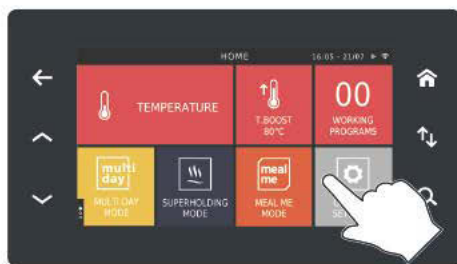 HOME
16:05 - 21/07
TEMPERATURE
T.BOOST
80°C
00
WORKING
PROGRAMS
multi
day
MULTI DAY
MODE
SUPERHOLDING
MODE
meal
me
MEAL ME
MODE